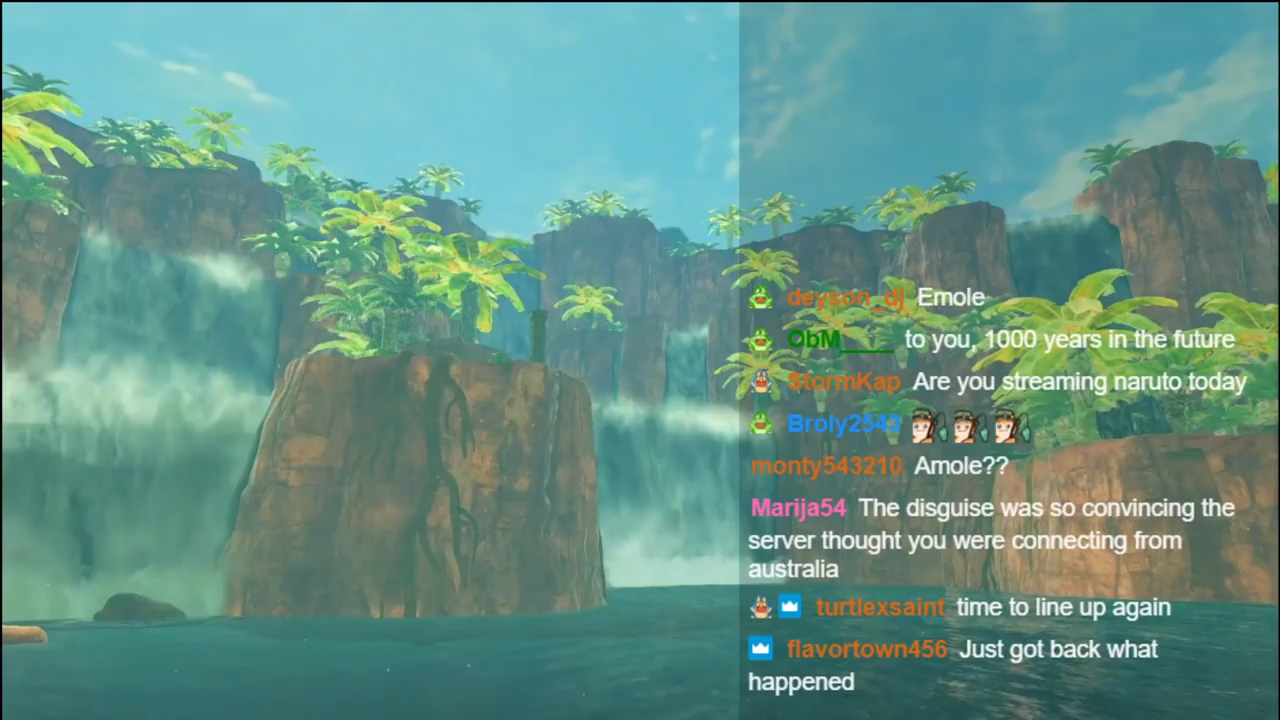 deyson_dj Emole
ObM____ to you, 1000 years in the future
StormKap Are you streaming naruto today
Broly2543
monty543210 Amole??
Marija54 The disguise was so convincing the
server thought you were connecting from
australia
turtlexsaint time to line up again
flavortown456 Just got back what
happened